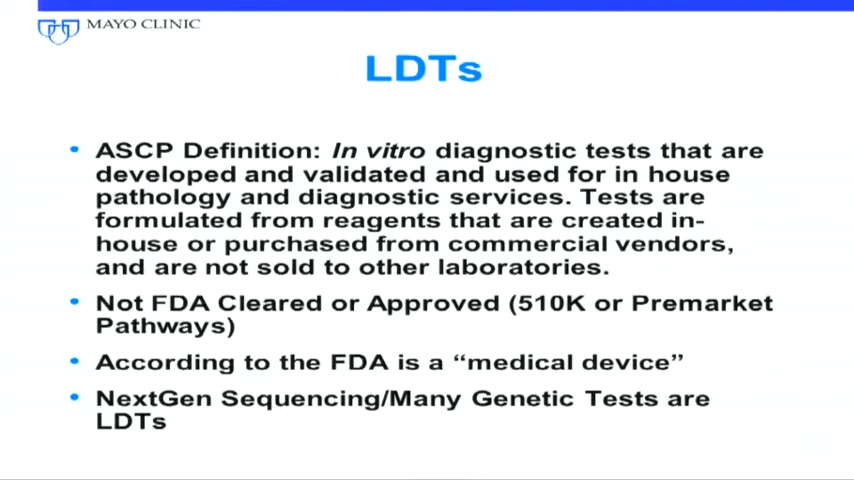 MAYO CLINIC
LDTs
• ASCP Definition: In vitro diagnostic tests that are
developed and validated and used for in house
pathology and diagnostic services. Tests are
formulated from reagents that are created in-
house or purchased from commercial vendors,
and are not sold to other laboratories.
• Not FDA Cleared or Approved (510K or Premarket
Pathways)
• According to the FDA is a “medical device”
• NextGen Sequencing/Many Genetic Tests are
LDTs